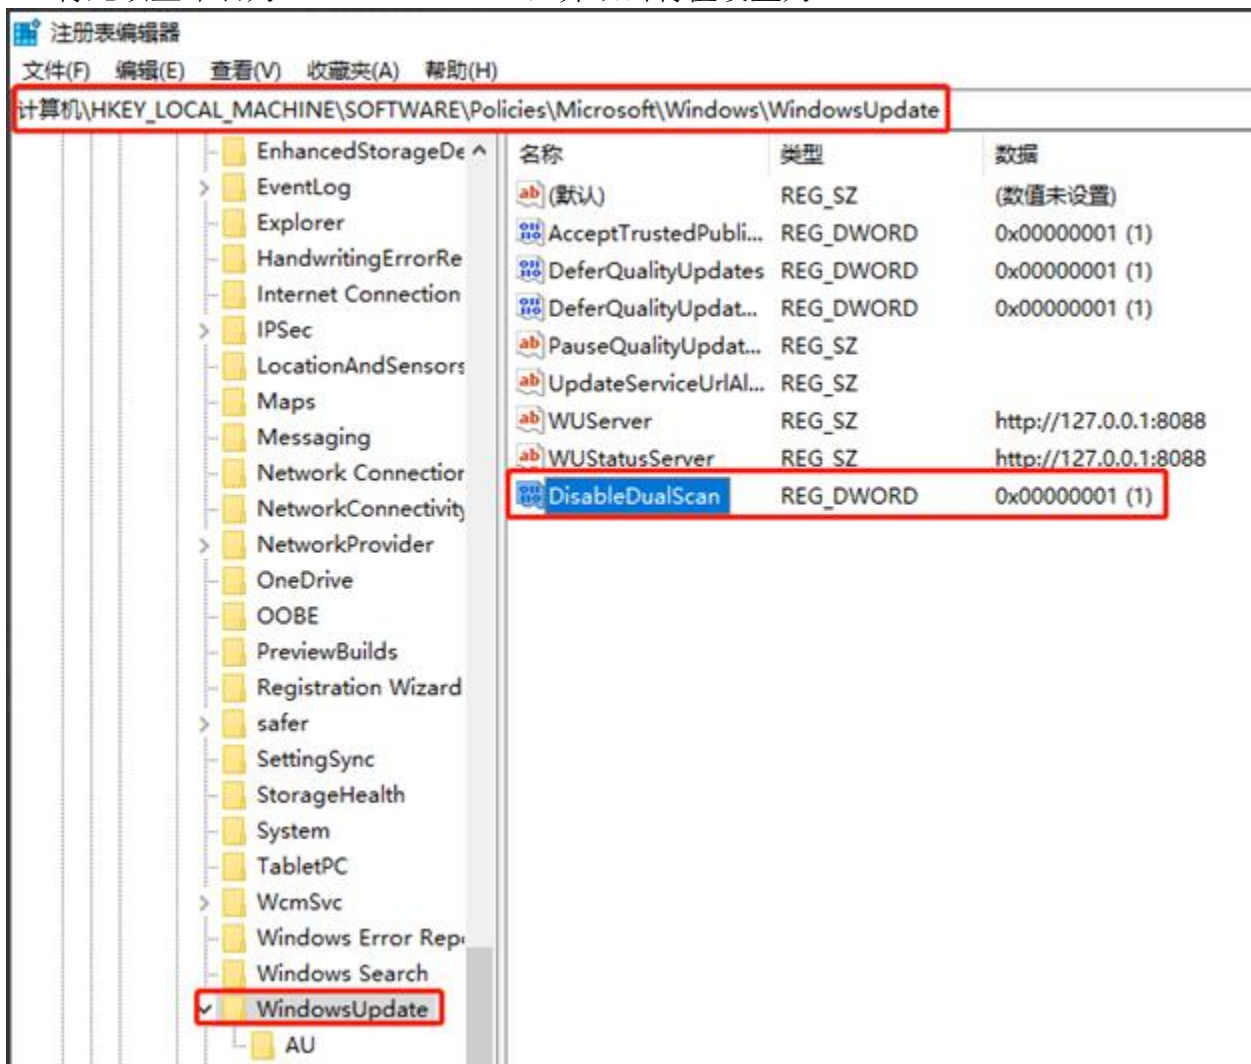 注册表编辑器
文件(F) 编辑(E) 查看(V) 收藏夹(A) 帮助(H)
计算机\HKEY_LOCAL_MACHINE\SOFTWARE\Policies\Microsoft\Windows\WindowsUpdate
EnhancedStorageDe
EventLog
Explorer
HandwritingErrorRe
Internet Connection
IPSec
LocationAndSensors
Maps
Messaging
Network Connection
NetworkConnectivity
NetworkProvider
OneDrive
OOBE
PreviewBuilds
Registration Wizard
safer
SettingSync
StorageHealth
System
TabletPC
WcmSvc
Windows Error Repo
Windows Search
WindowsUpdate
AU
名称 类型 数据
(默认) REG_SZ (数值未设置)
AcceptTrustedPubli... REG_DWORD 0x00000001 (1)
DeferQualityUpdates REG_DWORD 0x00000001 (1)
DeferQualityUpdat... REG_DWORD 0x00000001 (1)
PauseQualityUpdat... REG_SZ
UpdateServiceUrlAl... REG_SZ
WUServer REG_SZ http://127.0.0.1:8088
WUStatusServer REG_SZ http://127.0.0.1:8088
DisableDualScan REG_DWORD 0x00000001 (1)